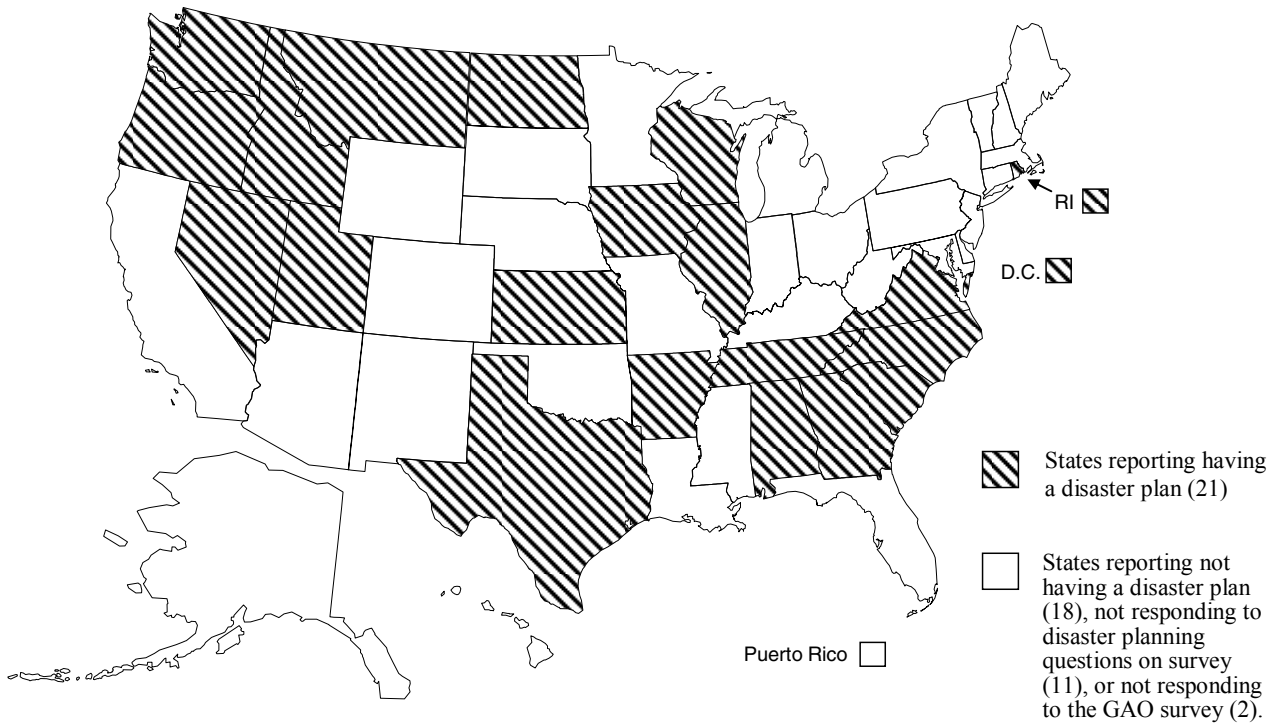 RI
D.C.
States reporting having
a disaster plan (21)
States reporting not
having a disaster plan
(18), not responding to
disaster planning
questions on survey
(11), or not responding
to the GAO survey (2).
Puerto Rico